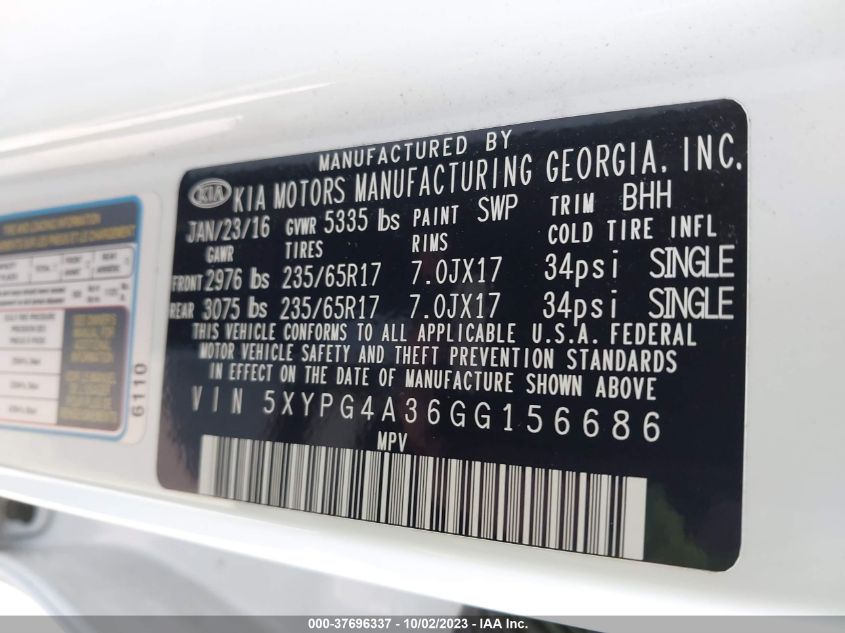 MANUFACTURED BY
KIA KIA MOTORS MANUFACTURING GEORGIA, INC.
JAN/23/16 GVWR 5335 lbs PAINT SWP TRIM BHH
GAWR TIRES RIMS COLD TIRE INFL
FRONT 2976 lbs 235/65R17 7.0JX17 34psi SINGLE
REAR 3075 lbs 235/65R17 7.0JX17 34psi SINGLE
THIS VEHICLE CONFORMS TO ALL APPLICABLE U.S.A. FEDERAL
MOTOR VEHICLE SAFETY AND THEFT PREVENTION STANDARDS
IN EFFECT ON THE DATE OF MANUFACTURE SHOWN ABOVE
VIN 5XYPG4A36GG156686
MPV
TIRE AND LOADING INFORMATION
6110
000-37696337 - 10/02/2023 - IAA Inc.